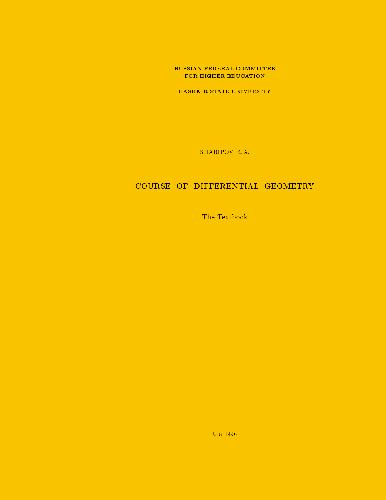 RUSSIAN FEDERAL COMMITTEE
FOR HIGHER EDUCATION
BASHKIR STATE UNIVERSITY
SHARIPOV R.A.
COURSE OF DIFFERENTIAL GEOMETRY
The Textbook
Ufa 1996